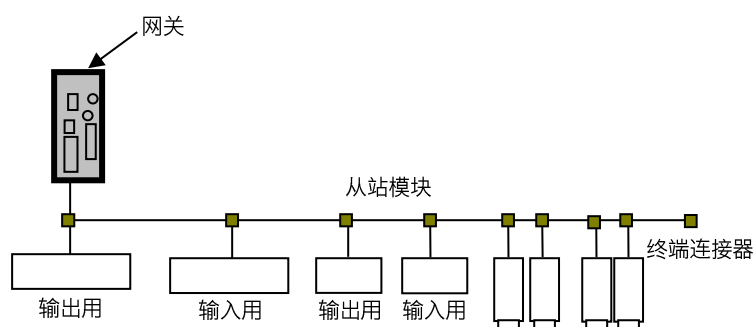 网关
从站模块
终端连接器
输出用
输入用
输出用
输入用